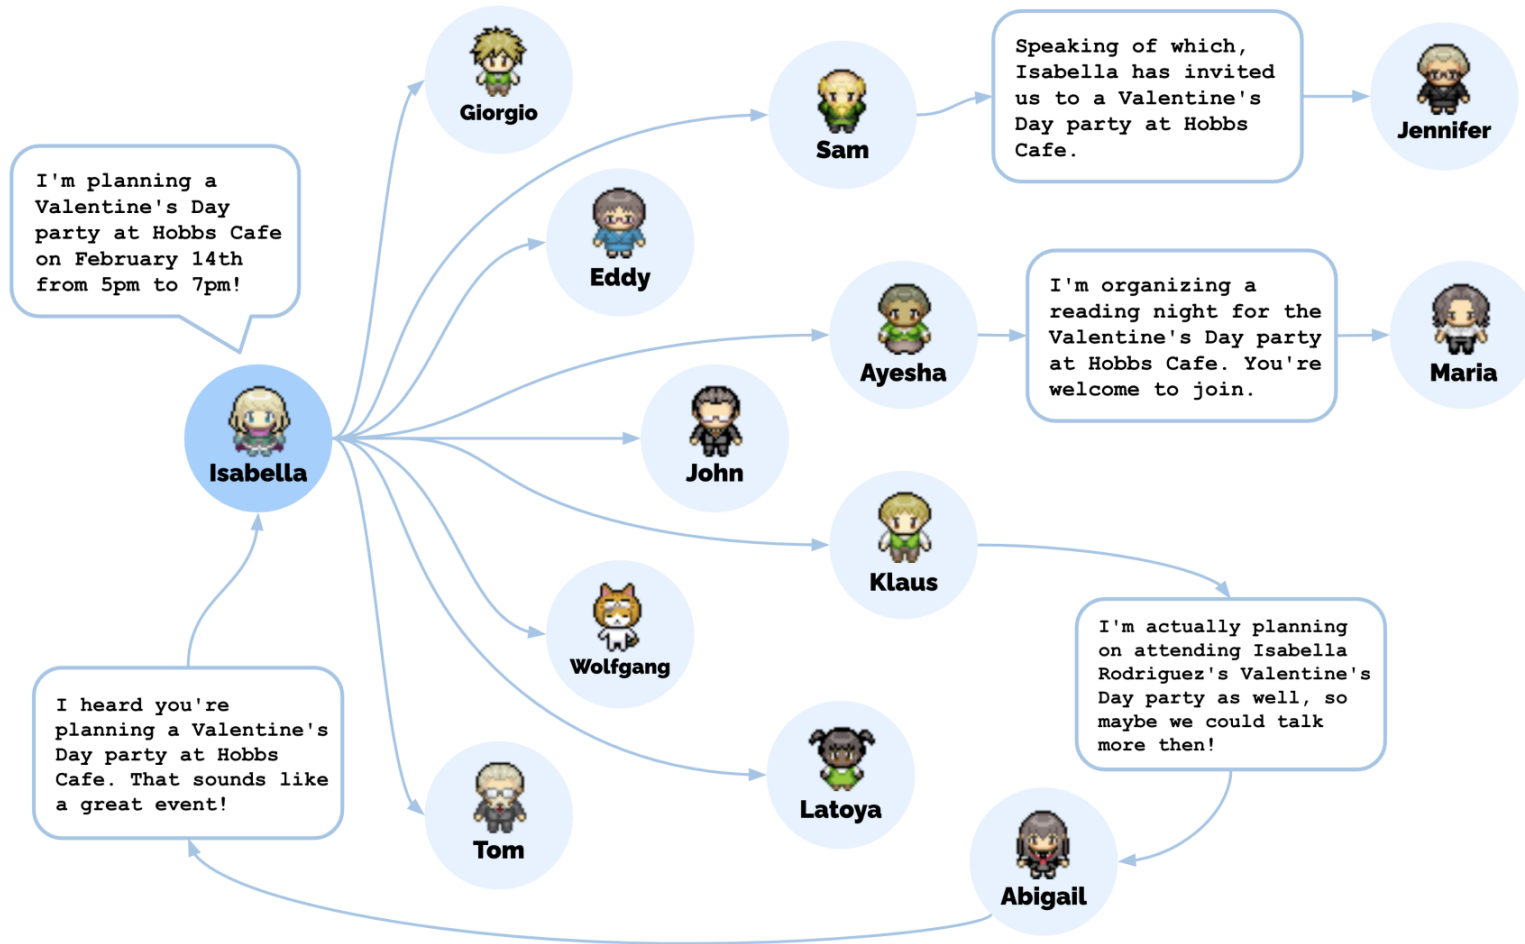 Giorgio
Speaking of which,
Isabella has invited
us to a Valentine's
Day party at Hobbs
Cafe.
Sam
Jennifer
I'm planning a
Valentine's Day
party at Hobbs Cafe
on February 14th
from 5pm to 7pm!
Eddy
I'm organizing a
reading night for the
Valentine's Day party
at Hobbs Cafe. You're
welcome to join.
Ayesha
Maria
Isabella
John
Klaus
I'm actually planning
on attending Isabella
Rodriguez's Valentine's
Day party as well, so
maybe we could talk
more then!
Wolfgang
I heard you're
planning a Valentine's
Day party at Hobbs
Cafe. That sounds like
a great event!
Latoya
Tom
Abigail